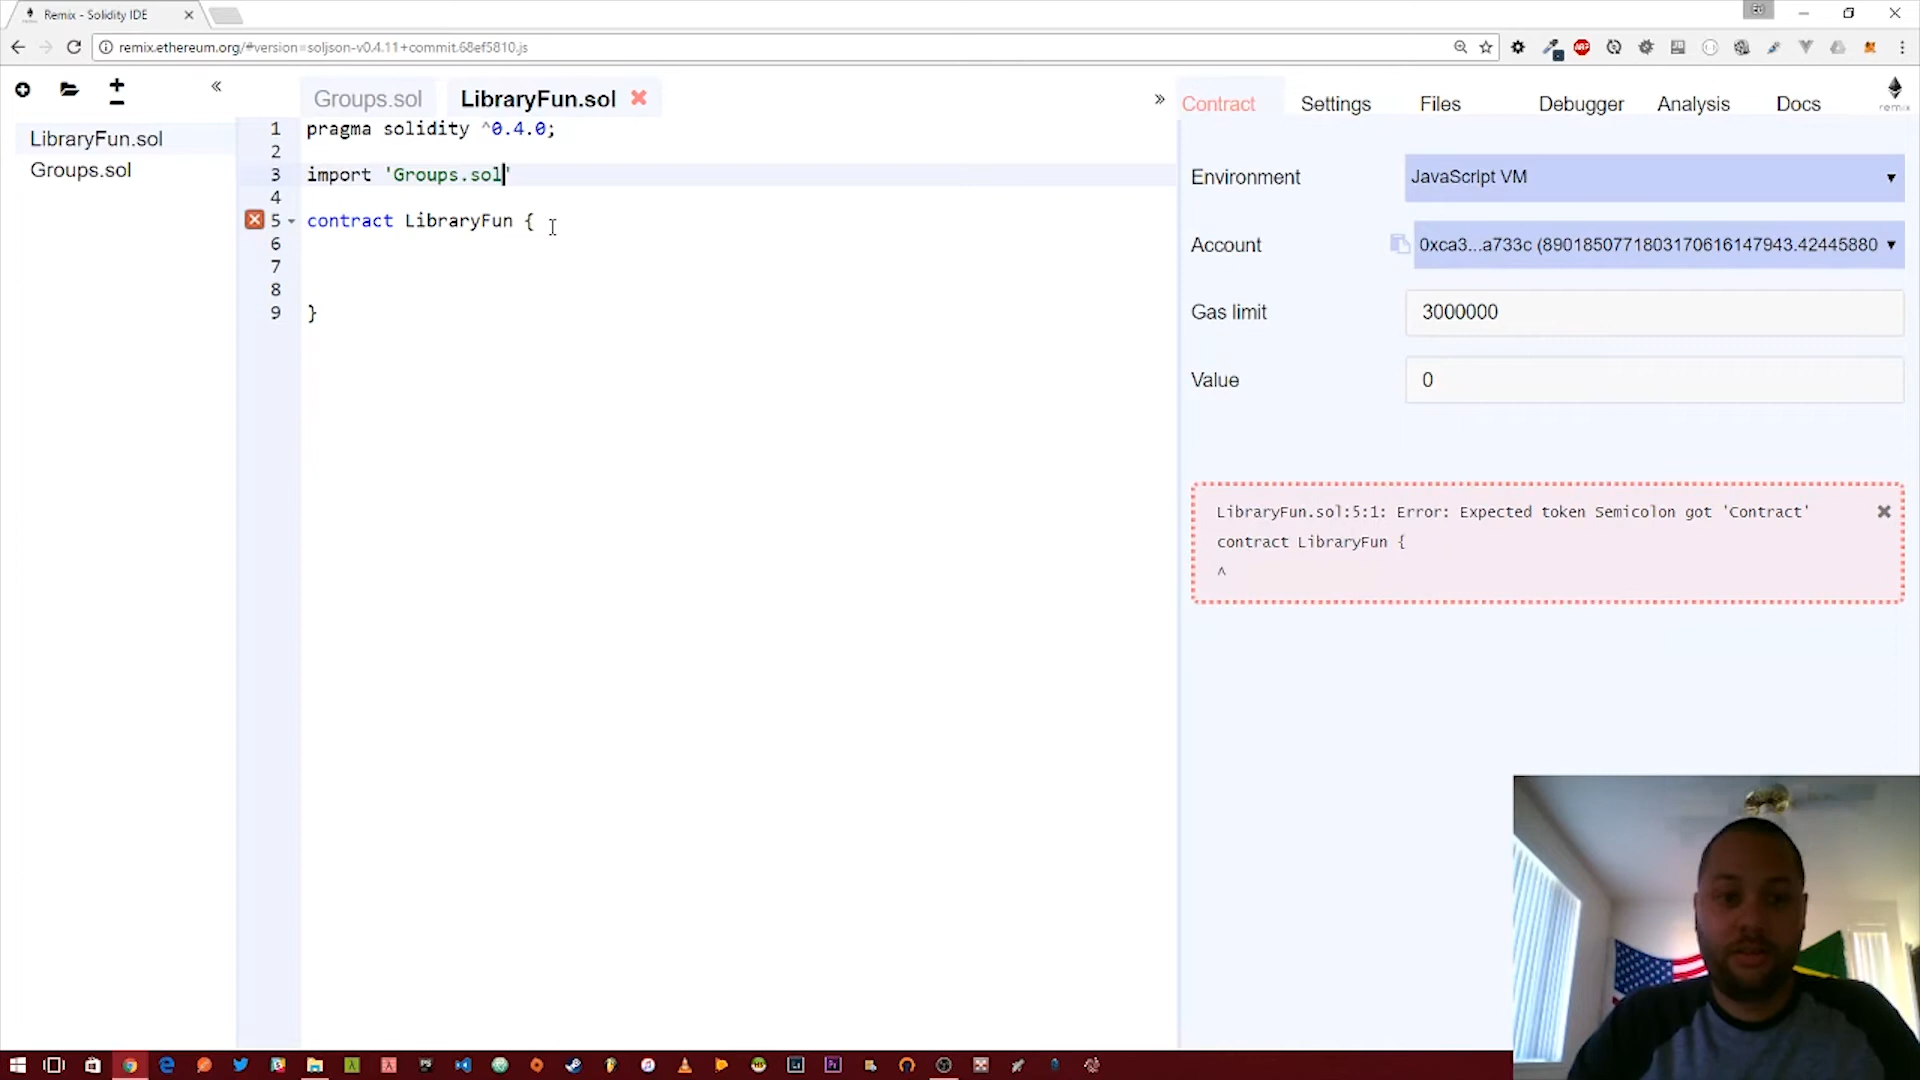 Remix - Solidity IDE
Ed
remix.ethereum.org/#version=soljson-v0.4.11+commit.68ef5810.js
Groups.sol
LibraryFun.sol
Contract
Settings
Files
Debugger
Analysis
Docs
remix
LibraryFun.sol
Groups.sol
1 pragma solidity ^0.4.0;
2
3 import 'Groups.sol'
4
5 contract LibraryFun {
6
7
8
9 }
Environment
JavaScript VM
Account
0xca3...a733c (8901850771803170616147943.42445880
Gas limit
3000000
Value
0
LibraryFun.sol:5:1: Error: Expected token Semicolon got 'Contract'
contract LibraryFun {
^